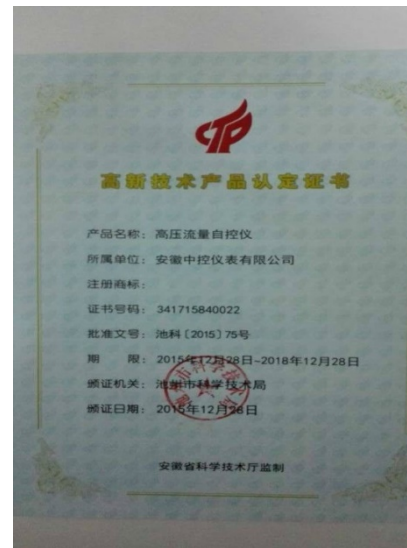 高新技术产品认定证书
产品名称：高压流量自控仪
所属单位：安徽中控仪表有限公司
注册商标：
证书号码：341715840022
批准文号：池科〔2015〕75号
期　　限：2015年12月28日-2018年12月28日
颁证机关：池州市科学技术局
颁证日期：2015年12月28日
安徽省科学技术厅监制